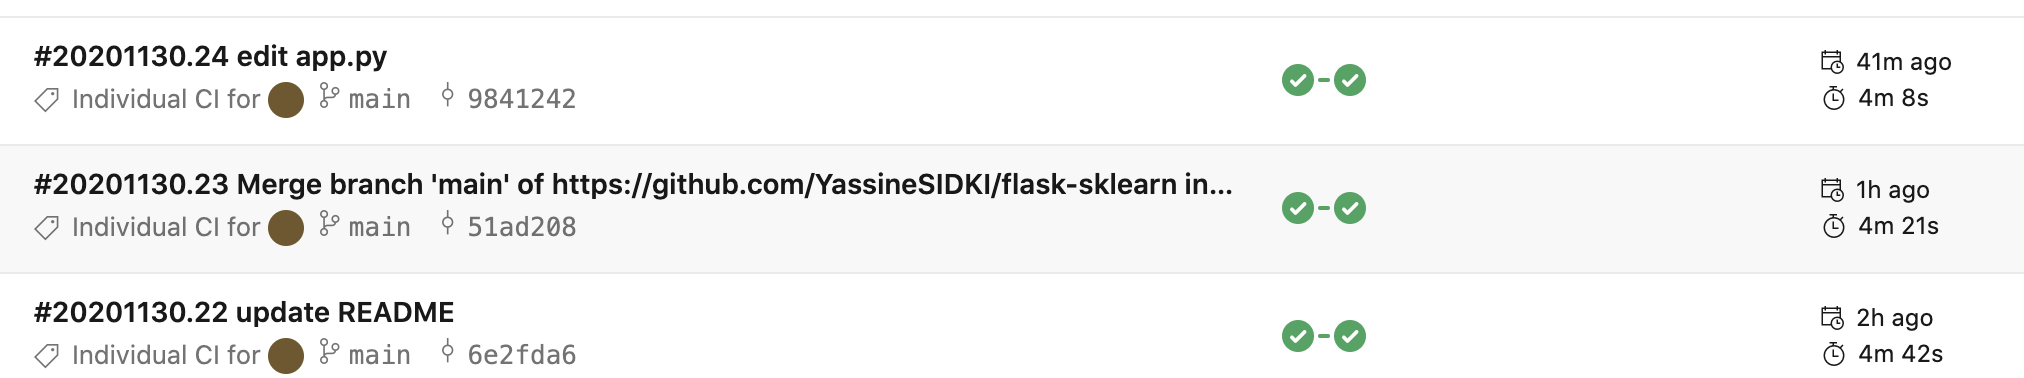 #20201130.24 edit app.py
41m ago
Individual CI for main 9841242
4m 8s
#20201130.23 Merge branch 'main' of https://github.com/YassineSIDKI/flask-sklearn in...
1h ago
Individual CI for main 51ad208
4m 21s
#20201130.22 update README
2h ago
Individual CI for main 6e2fda6
4m 42s